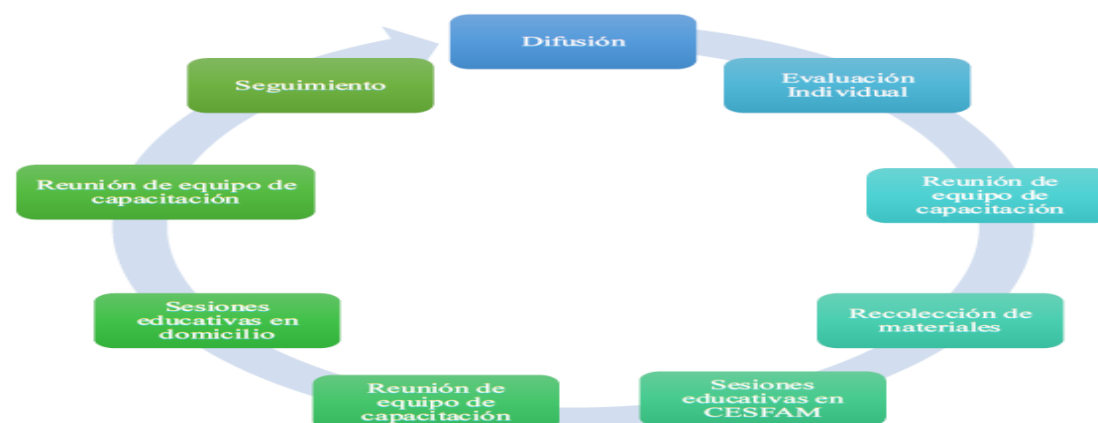 Difusión
Evaluación
Individual
Reunión de
equipo de
capacitación
Recolección de
materiales
Sesiones
educativas en
CESFAM
Reunión de
equipo de
capacitación
Sesiones
educativas en
domicilio
Reunión de equipo de
capacitación
Seguimiento